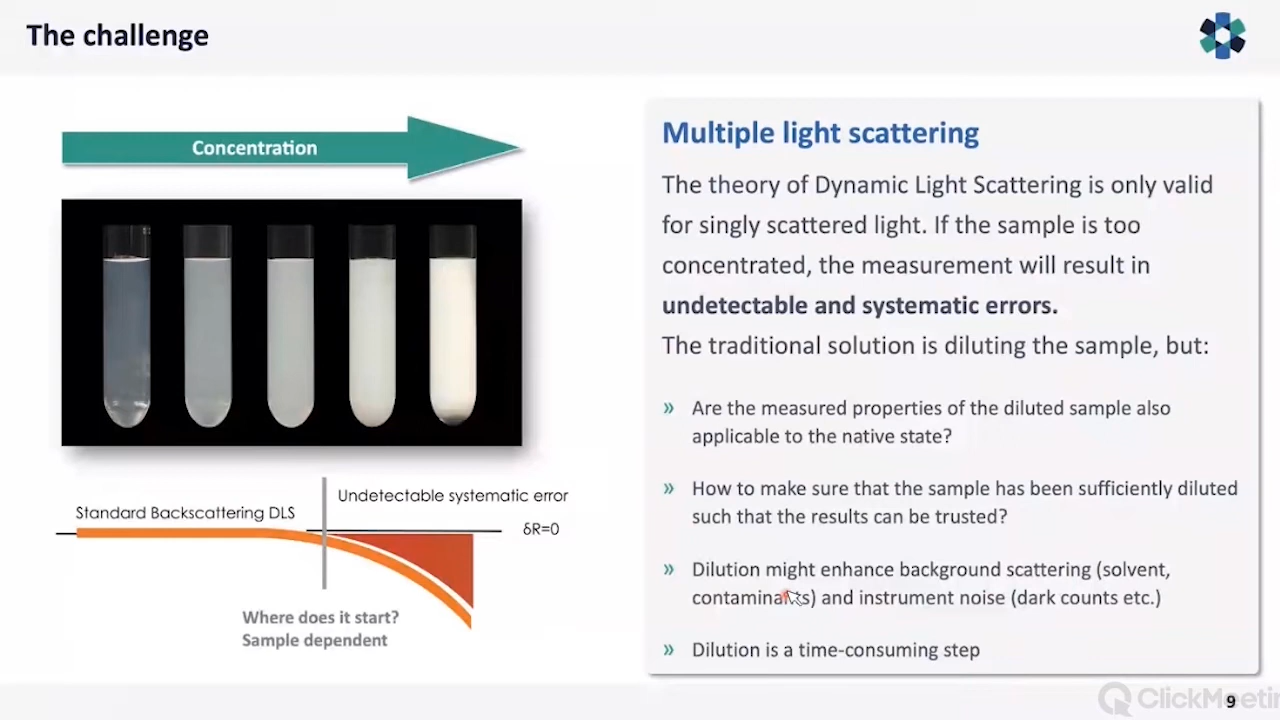 The challenge
Concentration
Standard Backscattering DLS
Undetectable systematic error
δR=0
Where does it start?
Sample dependent
Multiple light scattering
The theory of Dynamic Light Scattering is only valid
for singly scattered light. If the sample is too
concentrated, the measurement will result in
undetectable and systematic errors.
The traditional solution is diluting the sample, but:
» Are the measured properties of the diluted sample also
applicable to the native state?
» How to make sure that the sample has been sufficiently diluted
such that the results can be trusted?
» Dilution might enhance background scattering (solvent,
contaminants) and instrument noise (dark counts etc.)
» Dilution is a time-consuming step
ClickMeetin
9